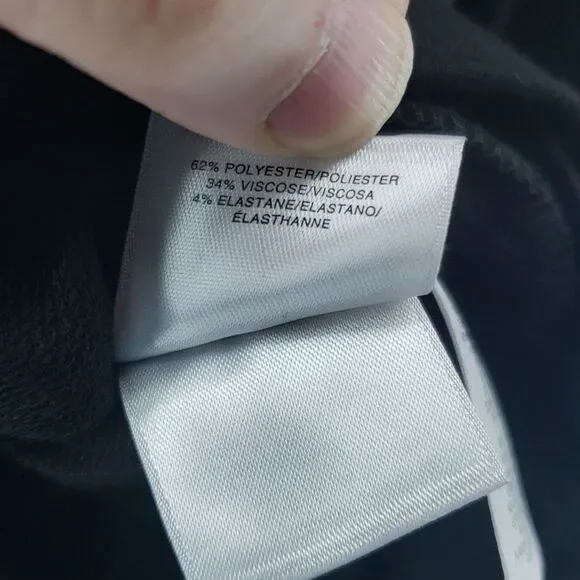 62% POLYESTER/POLIESTER
34% VISCOSE/VISCOSA
4% ELASTANE/ELASTANO/
ÉLASTHANNE